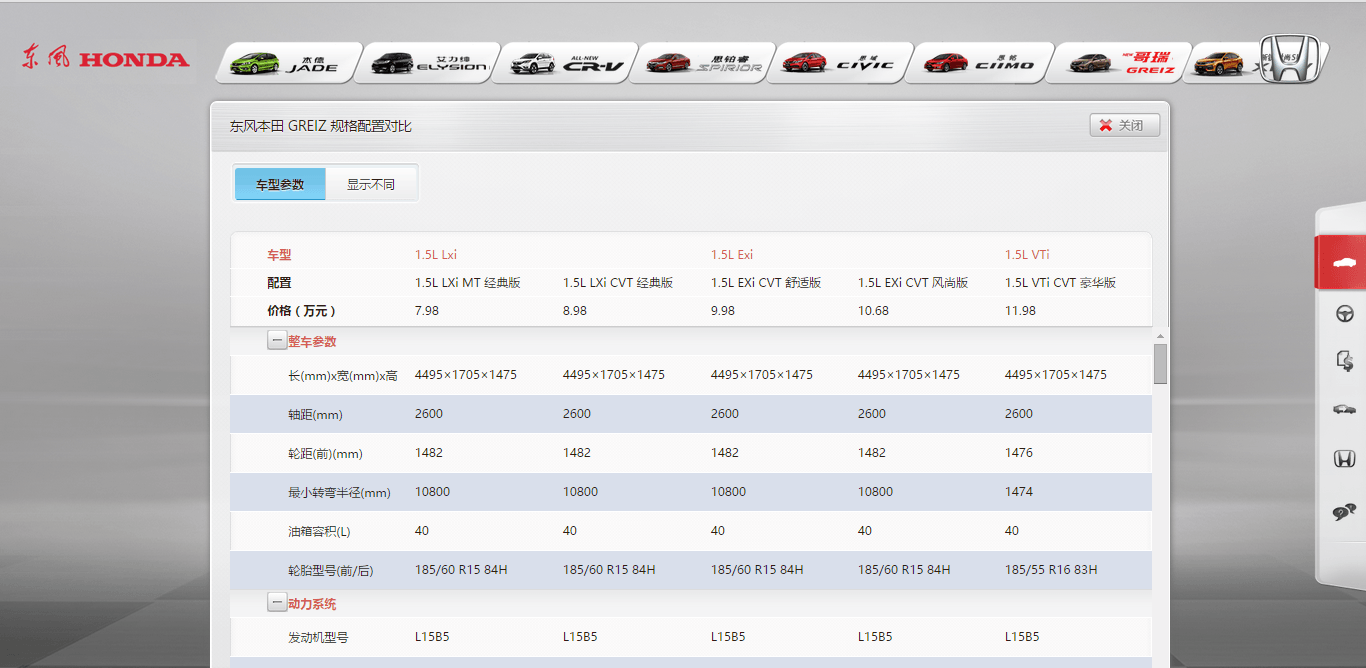 东风 HONDA
杰德 JADE
艾力绅 ELYSION
ALL-NEW CR-V
思铂睿 SPIRIOR
思域 CIVIC
思铭 CIIMO
NEW 哥瑞 GREIZ
东风本田 GREIZ 规格配置对比
关闭
车型参数 显示不同
车型 1.5L Lxi 1.5L Exi 1.5L VTi
配置 1.5L LXi MT 经典版 1.5L LXi CVT 经典版 1.5L EXi CVT 舒适版 1.5L EXi CVT 风尚版 1.5L VTi CVT 豪华版
价格（万元） 7.98 8.98 9.98 10.68 11.98
整车参数
长(mm)x宽(mm)x高 4495×1705×1475 4495×1705×1475 4495×1705×1475 4495×1705×1475 4495×1705×1475
轴距(mm) 2600 2600 2600 2600 2600
轮距(前)(mm) 1482 1482 1482 1482 1476
最小转弯半径(mm) 10800 10800 10800 10800 1474
油箱容积(L) 40 40 40 40 40
轮胎型号(前/后) 185/60 R15 84H 185/60 R15 84H 185/60 R15 84H 185/60 R15 84H 185/55 R16 83H
动力系统
发动机型号 L15B5 L15B5 L15B5 L15B5 L15B5